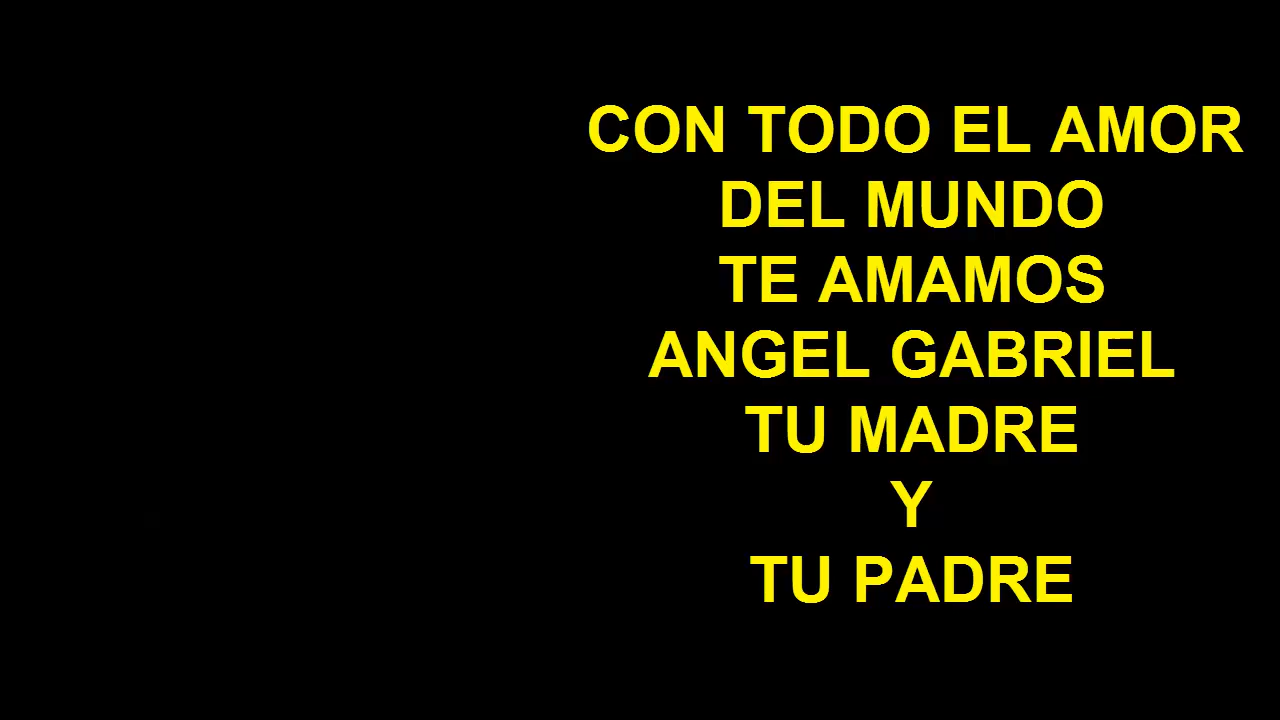 CON TODO EL AMOR
DEL MUNDO
TE AMAMOS
ANGEL GABRIEL
TU MADRE
Y
TU PADRE